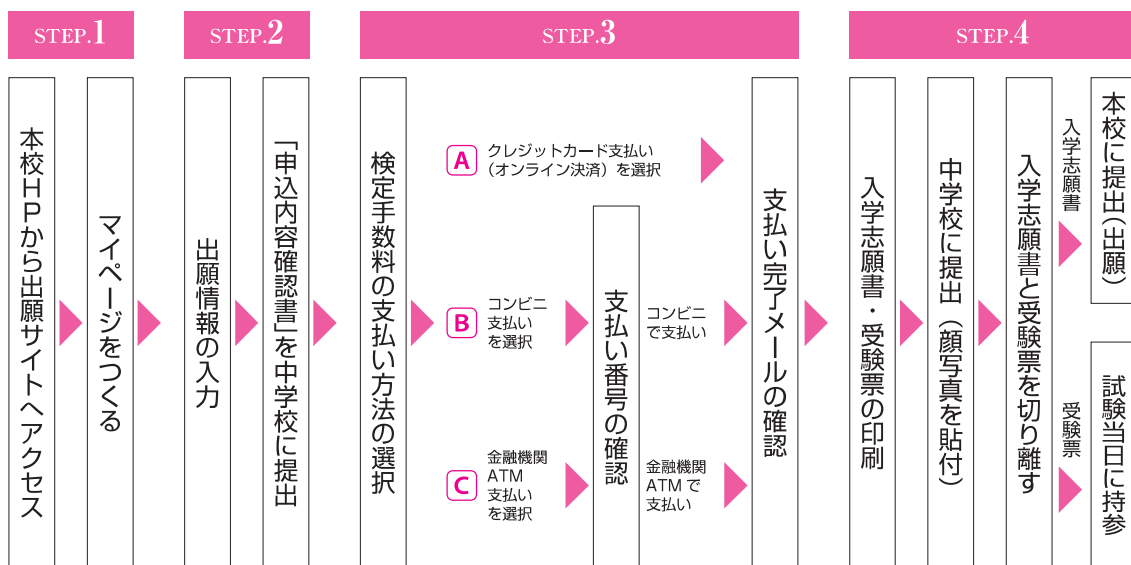 STEP.1
本校HPから出願サイトへアクセス
マイページをつくる
STEP.2
出願情報の入力
「申込内容確認書」を中学校に提出
STEP.3
検定手数料の支払い方法の選択
A
クレジットカード支払い
(オンライン決済)を選択
B
コンビニ
支払い
を選択
C
金融機関
ATM
支払い
を選択
支払い番号の確認
コンビニ
で支払い
金融機関
ATMで
支払い
支払い完了メールの確認
STEP.4
入学志願書・受験票の印刷
中学校に提出(顔写真を貼付)
入学志願書と受験票を切り離す
入学志願書
本校に提出(出願)
受験票
試験当日に持参